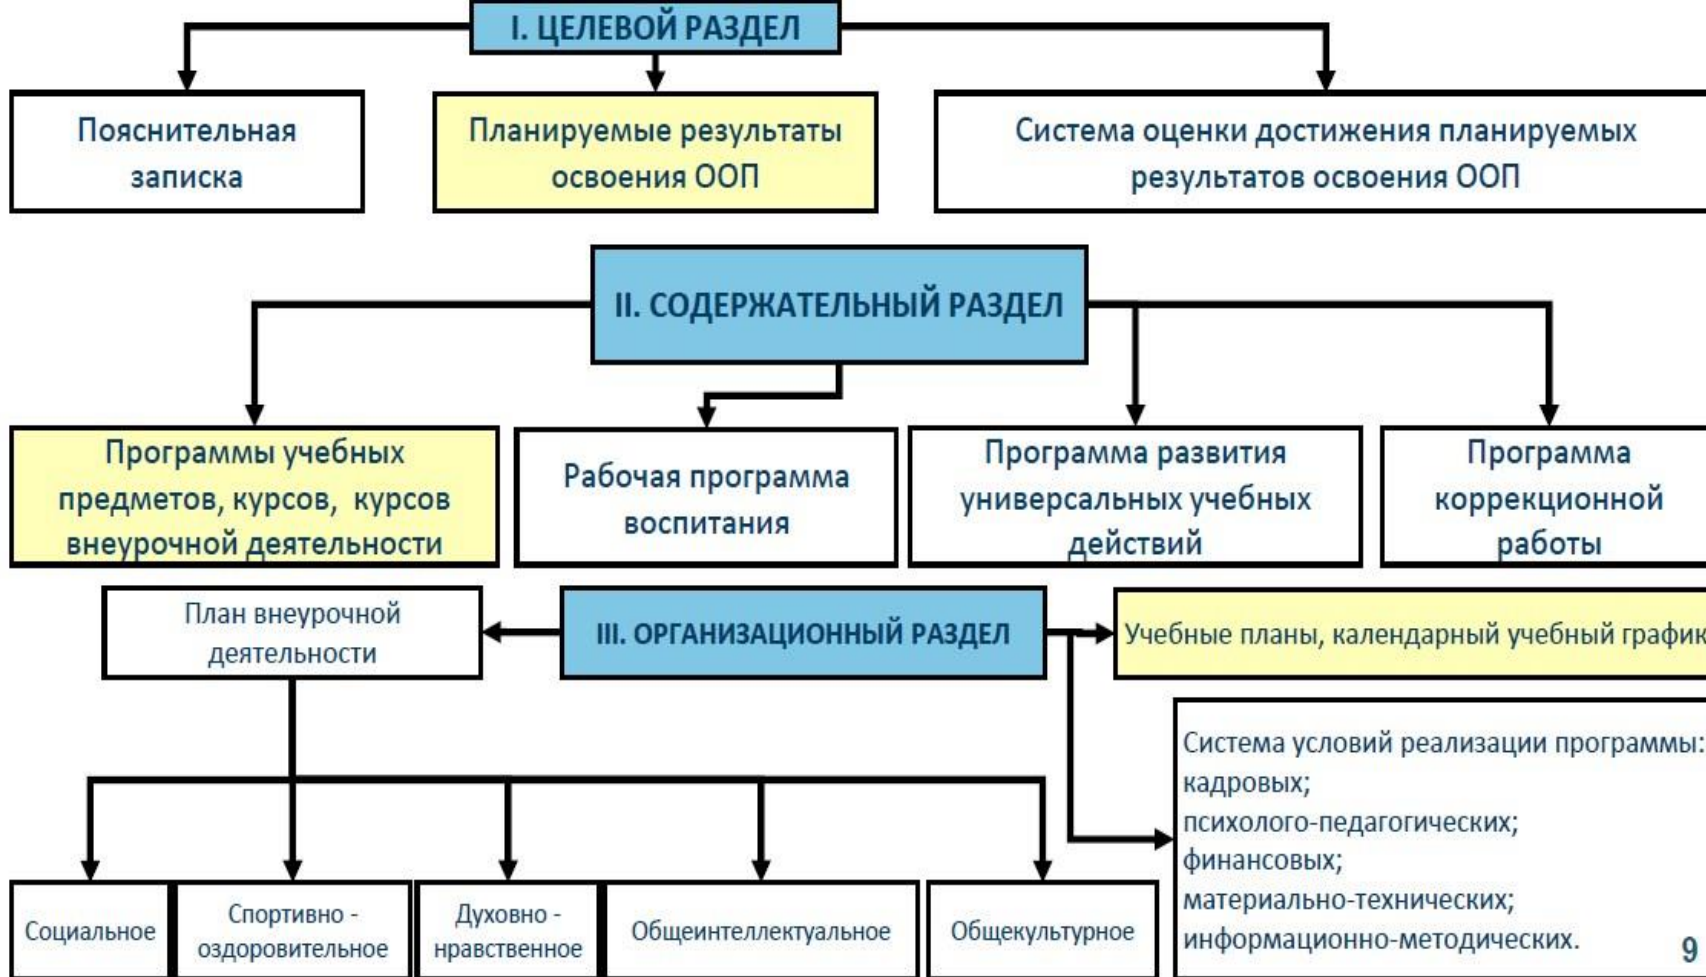 I. ЦЕЛЕВОЙ РАЗДЕЛ
Пояснительная
записка
Планируемые результаты
освоения ООП
Система оценки достижения планируемых
результатов освоения ООП
II. СОДЕРЖАТЕЛЬНЫЙ РАЗДЕЛ
Программы учебных
предметов, курсов, курсов
внеурочной деятельности
Рабочая программа
воспитания
Программа развития
универсальных учебных
действий
Программа
коррекционной
работы
План внеурочной
деятельности
III. ОРГАНИЗАЦИОННЫЙ РАЗДЕЛ
Учебные планы, календарный учебный график
Система условий реализации программы:
кадровых;
психолого-педагогических;
финансовых;
материально-технических;
информационно-методических.
Социальное
Спортивно -
оздоровительное
Духовно -
нравственное
Общеинтеллектуальное
Общекультурное
9